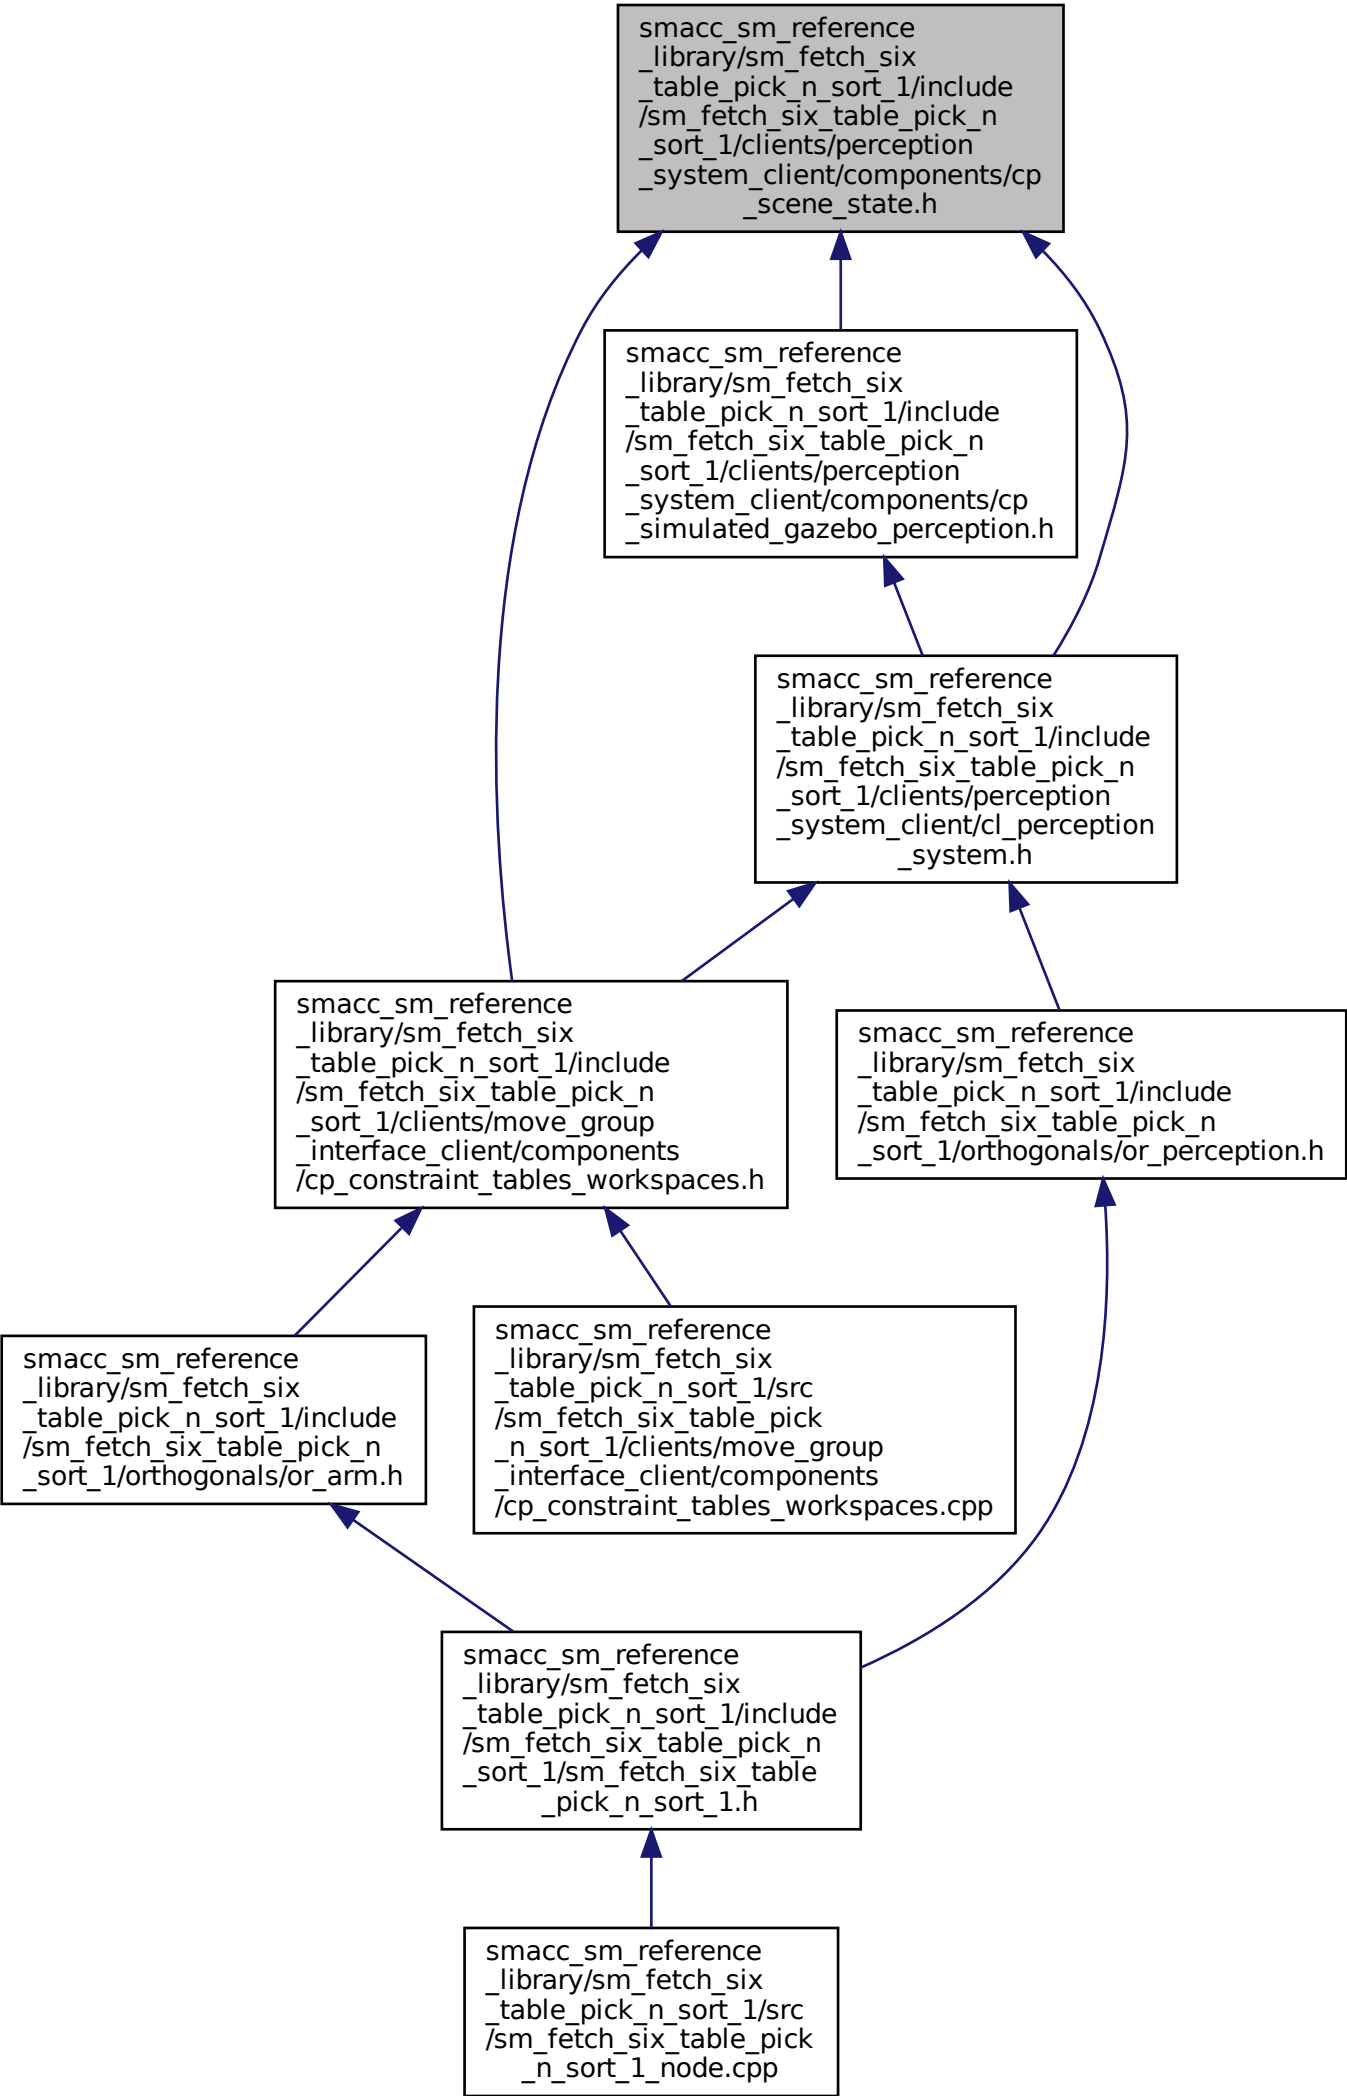 smacc_sm_reference
_library/sm_fetch_six
_table_pick_n_sort_1/include
/sm_fetch_six_table_pick_n
_sort_1/clients/perception
_system_client/components/cp
_scene_state.h
smacc_sm_reference
_library/sm_fetch_six
_table_pick_n_sort_1/include
/sm_fetch_six_table_pick_n
_sort_1/clients/perception
_system_client/components/cp
_simulated_gazebo_perception.h
smacc_sm_reference
_library/sm_fetch_six
_table_pick_n_sort_1/include
/sm_fetch_six_table_pick_n
_sort_1/clients/perception
_system_client/cl_perception
_system.h
smacc_sm_reference
_library/sm_fetch_six
_table_pick_n_sort_1/include
/sm_fetch_six_table_pick_n
_sort_1/clients/move_group
_interface_client/components
/cp_constraint_tables_workspaces.h
smacc_sm_reference
_library/sm_fetch_six
_table_pick_n_sort_1/include
/sm_fetch_six_table_pick_n
_sort_1/orthogonals/or_perception.h
smacc_sm_reference
_library/sm_fetch_six
_table_pick_n_sort_1/include
/sm_fetch_six_table_pick_n
_sort_1/orthogonals/or_arm.h
smacc_sm_reference
_library/sm_fetch_six
_table_pick_n_sort_1/src
/sm_fetch_six_table_pick
_n_sort_1/clients/move_group
_interface_client/components
/cp_constraint_tables_workspaces.cpp
smacc_sm_reference
_library/sm_fetch_six
_table_pick_n_sort_1/include
/sm_fetch_six_table_pick_n
_sort_1/sm_fetch_six_table
_pick_n_sort_1.h
smacc_sm_reference
_library/sm_fetch_six
_table_pick_n_sort_1/src
/sm_fetch_six_table_pick
_n_sort_1_node.cpp